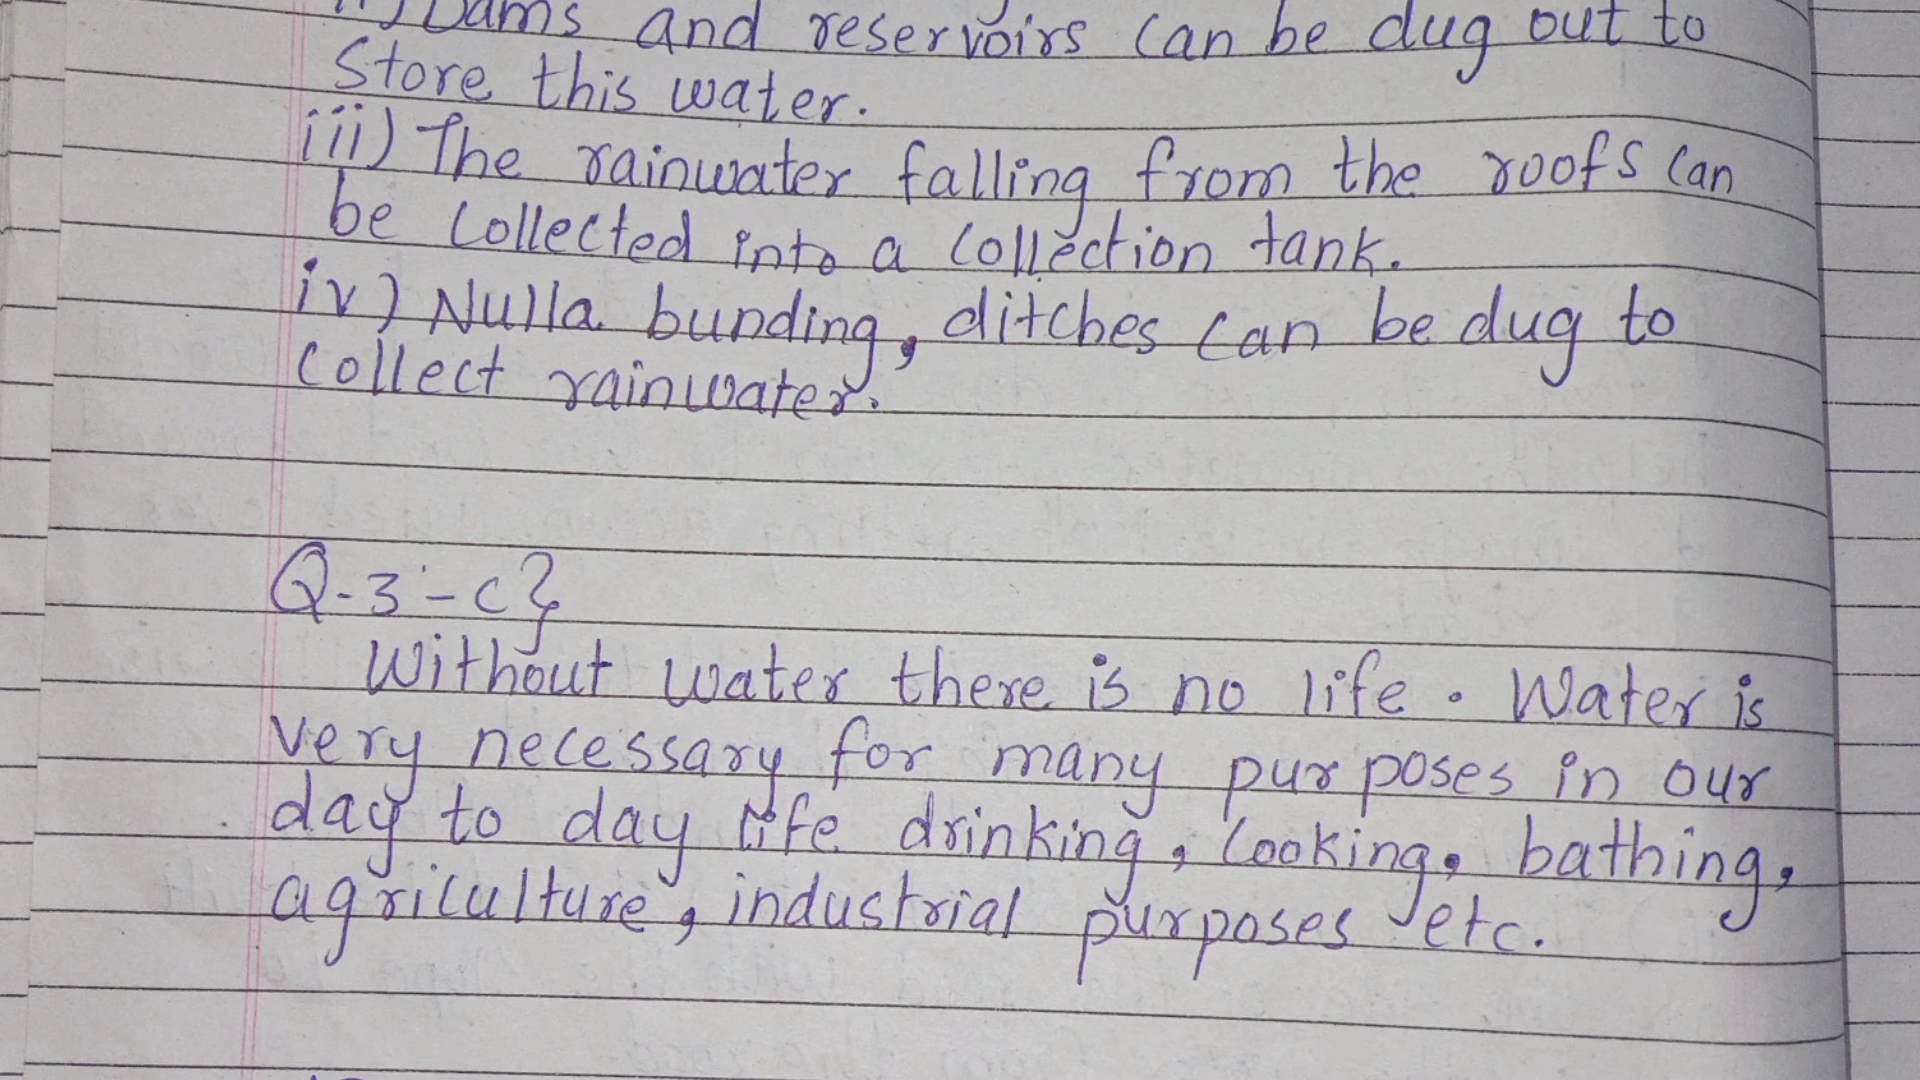 ii) Dams and reservoirs can be dug out to
Store this water.
iii) The rainwater falling from the roofs can
be collected into a collection tank.
iv) Nulla bunding, ditches can be dug to
collect rainwater.
Q-3-c}
Without water there is no life. Water is
very necessary for many purposes in our
day to day life drinking, cooking, bathing,
agriculture, industrial purposes etc.